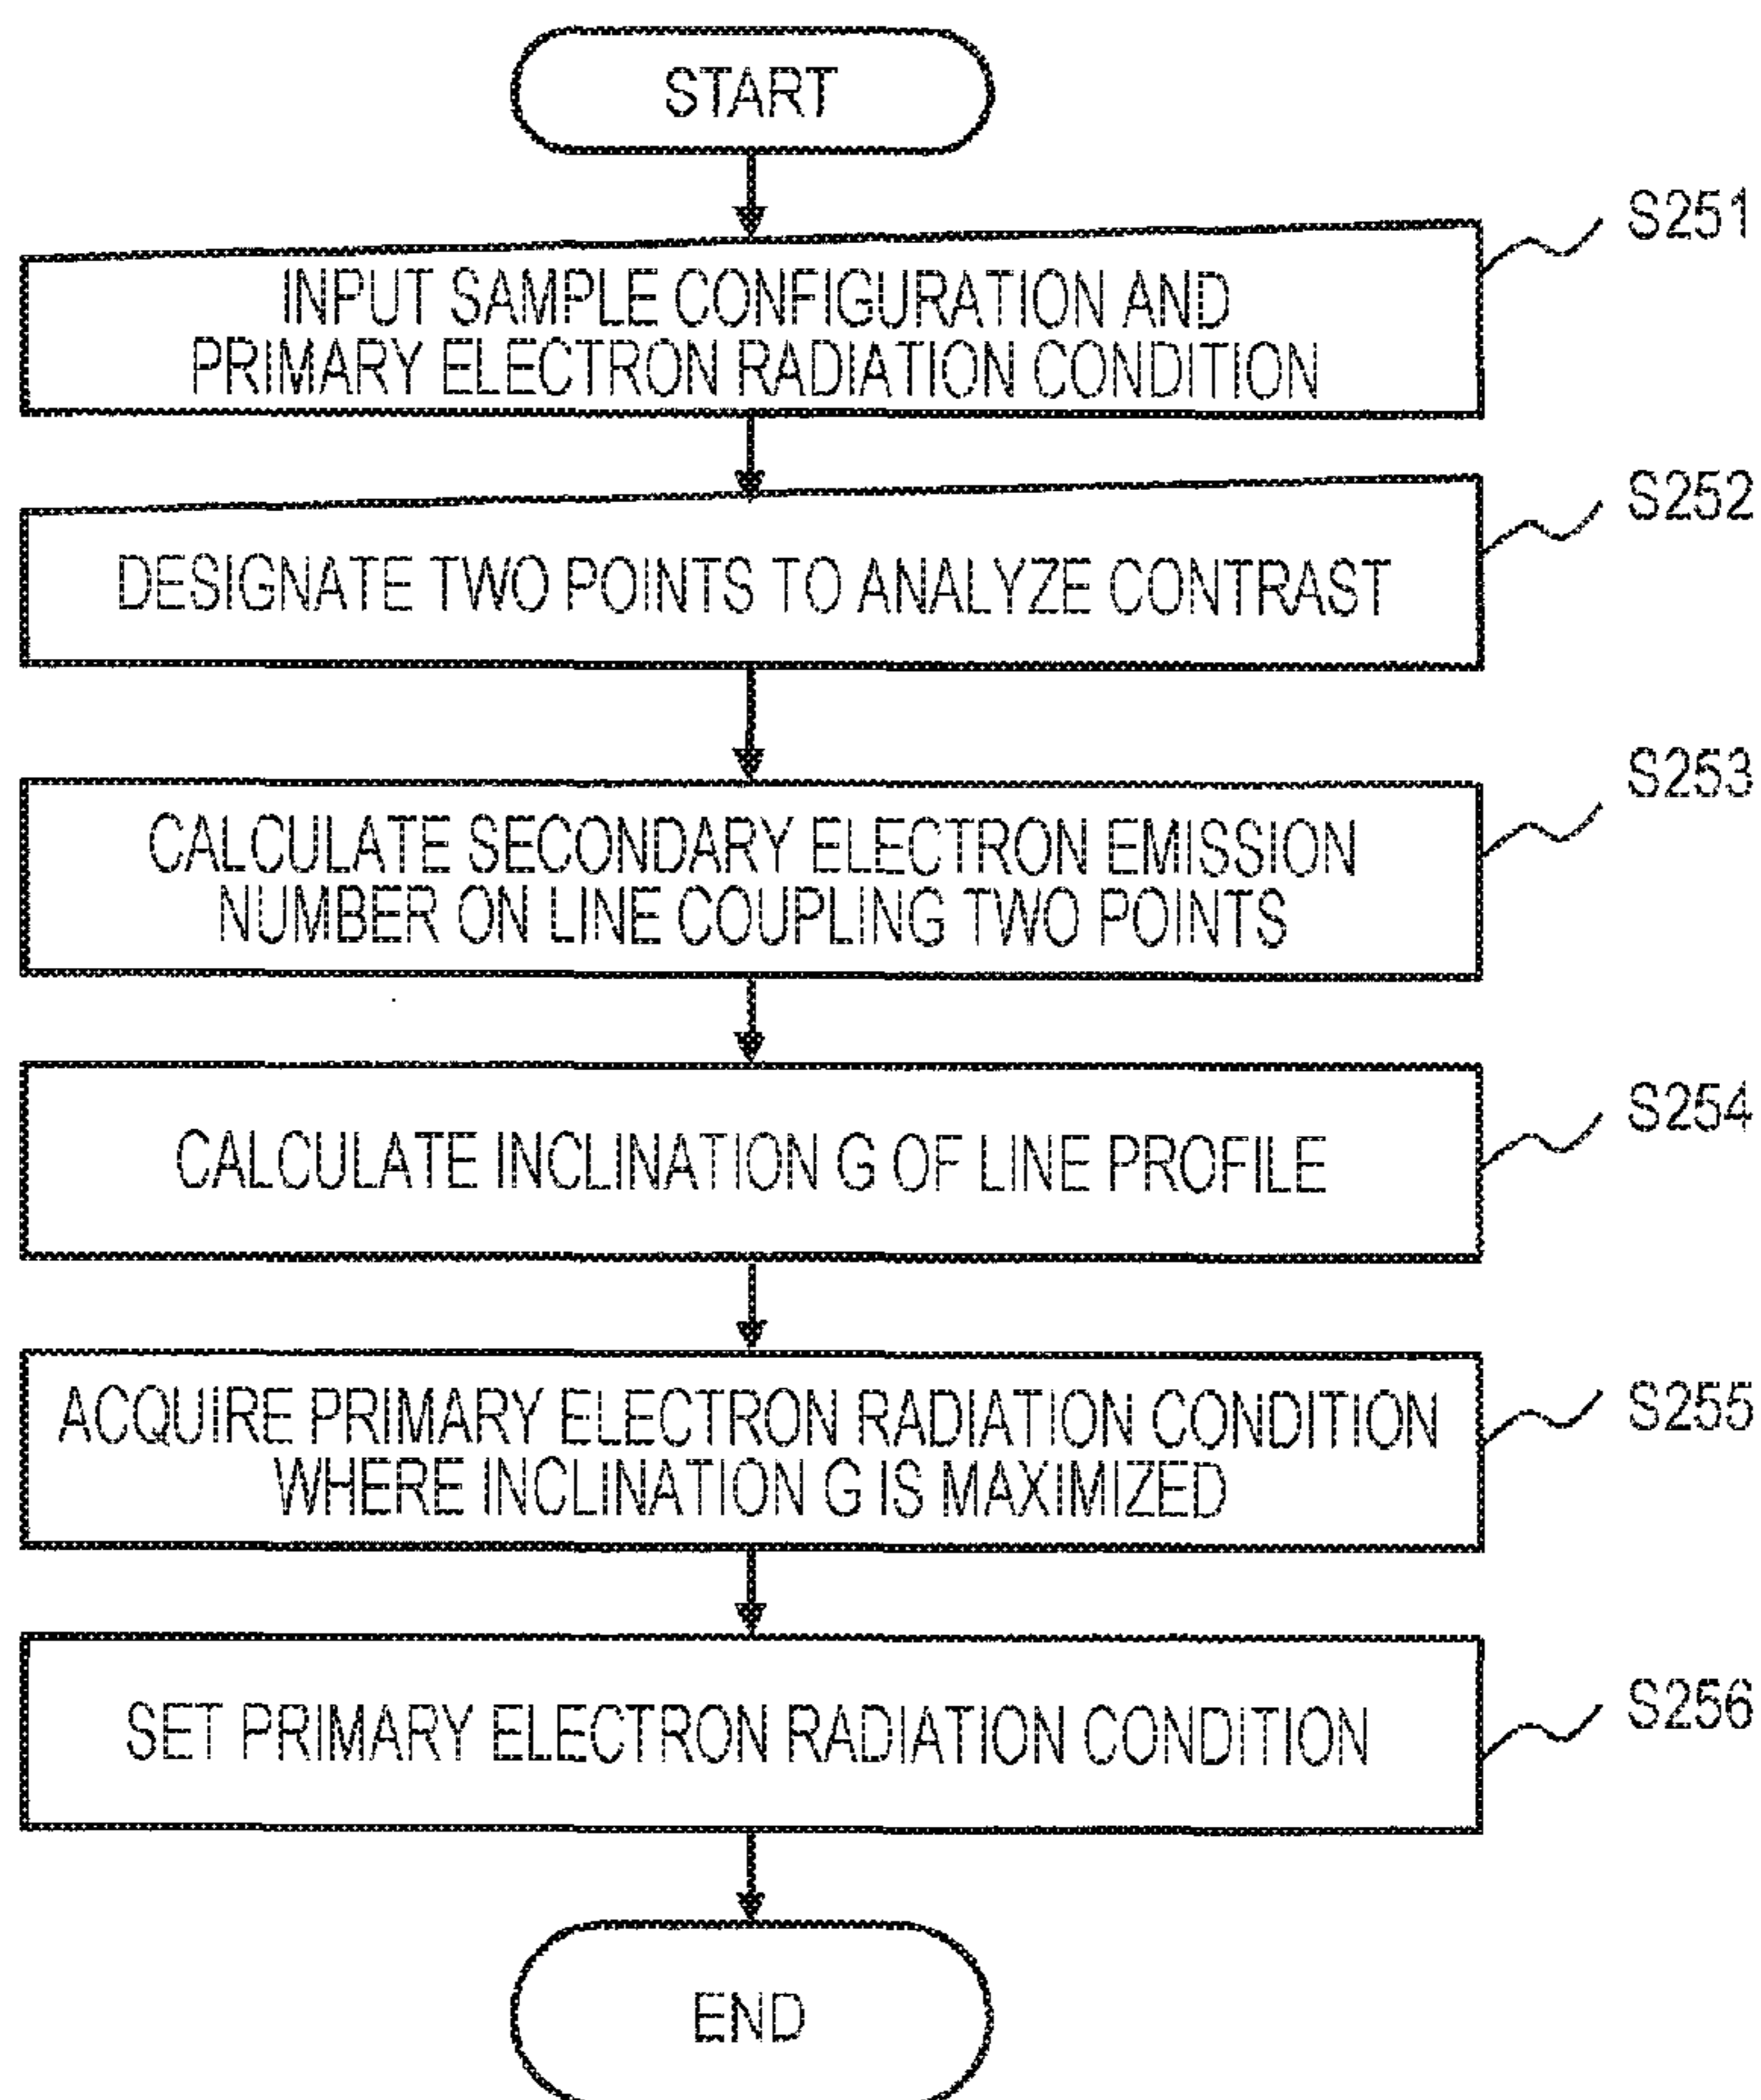 START
S251
INPUT SAMPLE CONFIGURATION AND
PRIMARY ELECTRON RADIATION CONDITION
S252
DESIGNATE TWO POINTS TO ANALYZE CONTRAST
S253
CALCULATE SECONDARY ELECTRON EMISSION
NUMBER ON LINE COUPLING TWO POINTS
S254
CALCULATE INCLINATION G OF LINE PROFILE
S255
ACQUIRE PRIMARY ELECTRON RADIATION CONDITION
WHERE INCLINATION G IS MAXIMIZED
S256
SET PRIMARY ELECTRON RADIATION CONDITION
END